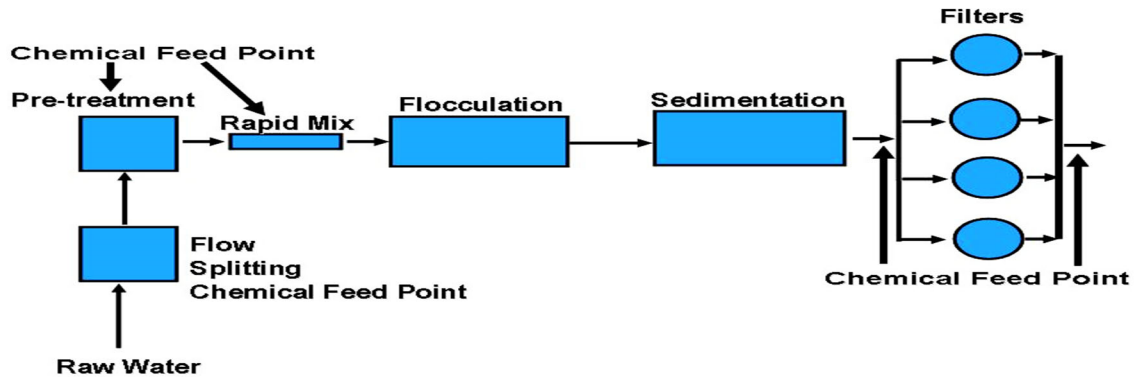 Filters
Chemical Feed Point
Pre-treatment
Rapid Mix
Flocculation
Sedimentation
Flow
Splitting
Chemical Feed Point
Chemical Feed Point
Raw Water